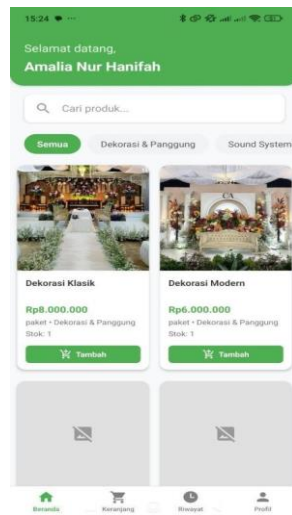 15:24
Selamat datang,
Amalia Nur Hanifah
Cari produk...
Semua Dekorasi & Panggung Sound System
Dekorasi Klasik
Rp8.000.000
paket • Dekorasi & Panggung
Stok: 1
Tambah
Dekorasi Modern
Rp6.000.000
paket • Dekorasi & Panggung
Stok: 1
Tambah
Beranda Keranjang Riwayat Profil